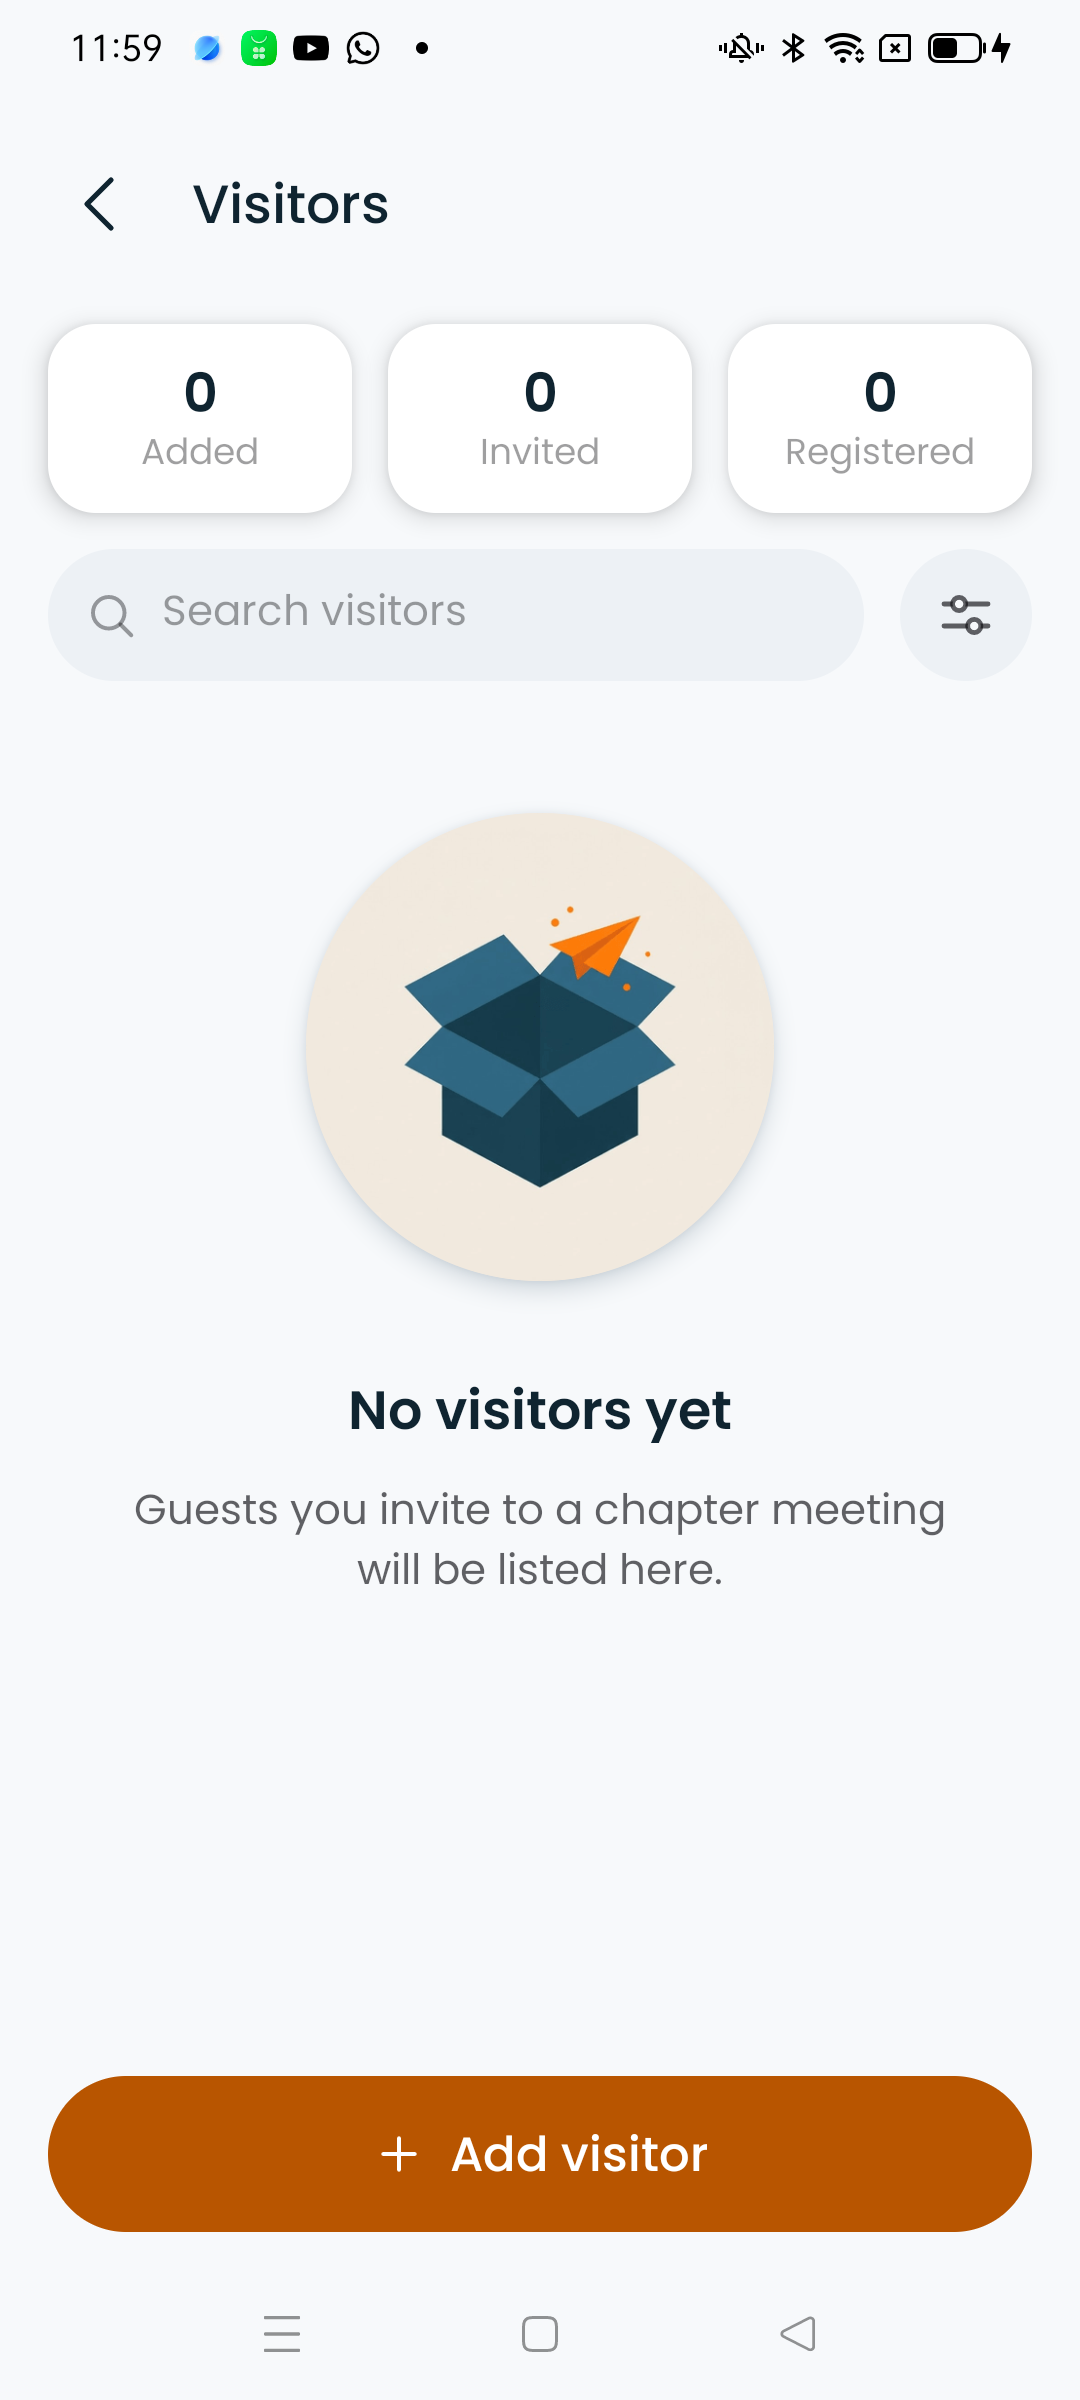 11:59
Visitors
0
Added
0
Invited
0
Registered
Search visitors
No visitors yet
Guests you invite to a chapter meeting
will be listed here.
Add visitor